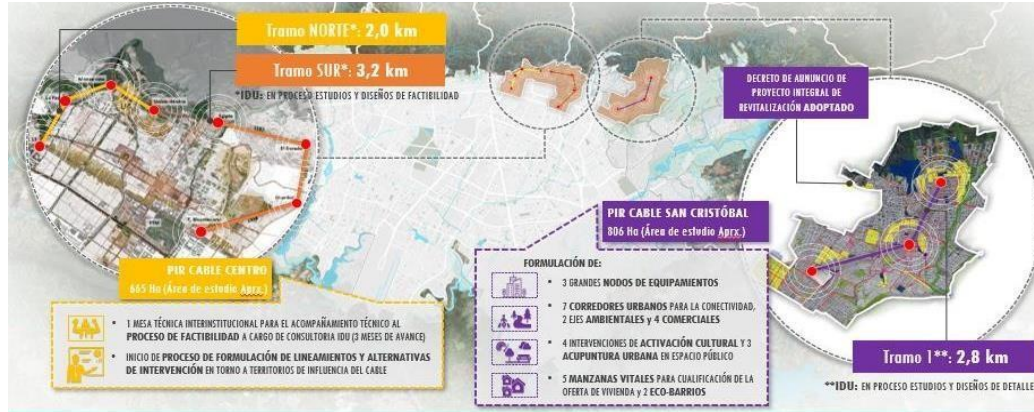 Tramo NORTE*: 2,0 km
Tramo SUR*: 3,2 km
*IDU: EN PROCESO ESTUDIOS Y DISEÑOS DE FACTIBILIDAD
PIR CABLE CENTRO
665 Ha (Área de estudio Aprx.)
• 1 MESA TÉCNICA INTERINSTITUCIONAL PARA EL ACOMPAÑAMIENTO TÉCNICO AL
PROCESO DE FACTIBILIDAD A CARGO DE CONSULTORIA IDU (3 MESES DE AVANCE)
• INICIO DE PROCESO DE FORMULACIÓN DE LINEAMIENTOS Y ALTERNATIVAS
DE INTERVENCIÓN EN TORNO A TERRITORIOS DE INFLUENCIA DEL CABLE
PIR CABLE SAN CRISTÓBAL
806 Ha (Área de estudio Aprx.)
FORMULACIÓN DE:
• 3 GRANDES NODOS DE EQUIPAMIENTOS
• 7 CORREDORES URBANOS PARA LA CONECTIVIDAD,
2 EJES AMBIENTALES y 4 COMERCIALES
• 4 INTERVENCIONES DE ACTIVACIÓN CULTURAL Y 3
ACUPUNTURA URBANA EN ESPACIO PÚBLICO
• 5 MANZANAS VITALES PARA CUALIFICACIÓN DE LA
OFERTA DE VIVIENDA y 2 ECO-BARRIOS
DECRETO DE AUNUNCIO DE
PROYECTO INTEGRAL DE
REVITALIZACIÓN ADOPTADO
Tramo 1**: 2,8 km
**IDU: EN PROCESO ESTUDIOS Y DISEÑOS DE DETALLE